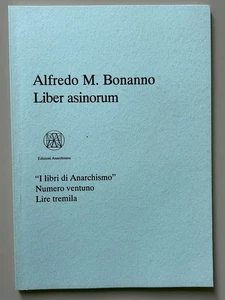 Alfredo M. Bonanno
Liber asinorum
Edizioni Anarchismo
"I libri di Anarchismo"
Numero ventuno
Lire tremila